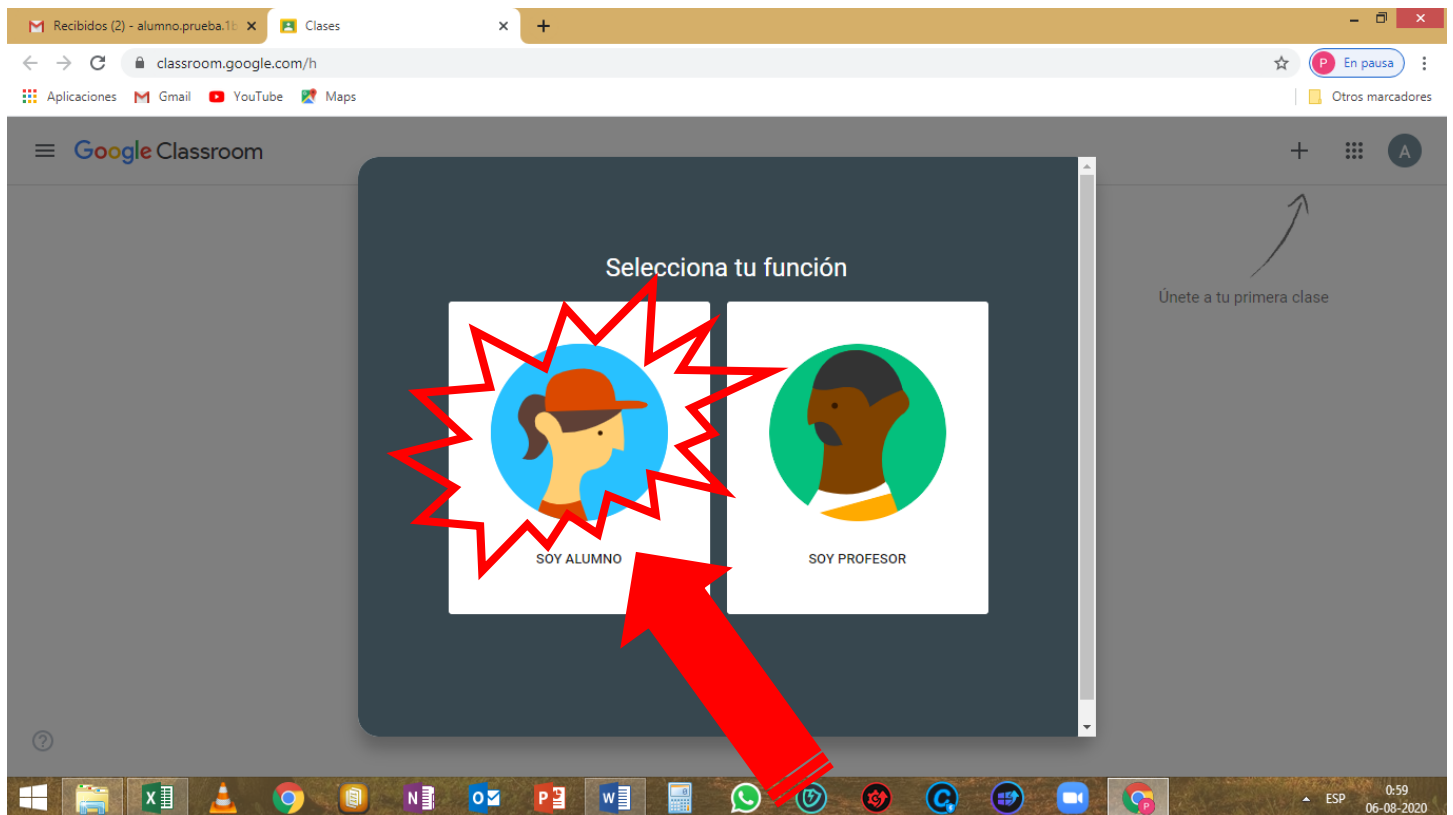 Recibidos (2) - alumno.prueba.1b
Clases
classroom.google.com/h
En pausa
P
Aplicaciones
Gmail
YouTube
Maps
Otros marcadores
Google Classroom
A
Selecciona tu función
Únete a tu primera clase
SOY ALUMNO
SOY PROFESOR
ESP
0:59
06-08-2020